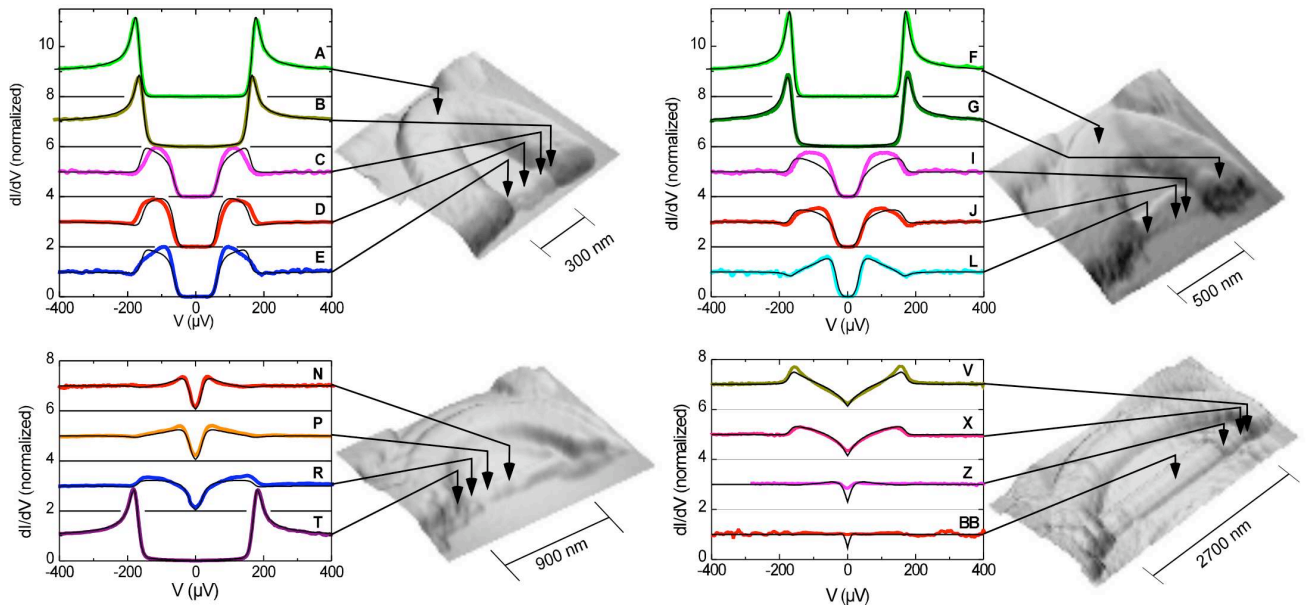 dI/dV (normalized)
10
8
6
4
2
0
A
B
C
D
E
-400 -200 0 200 400
V (µV)
300 nm
dI/dV (normalized)
10
8
6
4
2
0
F
G
I
J
L
-400 -200 0 200 400
V (µV)
500 nm
dI/dV (normalized)
8
6
4
2
0
N
P
R
T
-400 -200 0 200 400
V (µV)
900 nm
dI/dV (normalized)
8
6
4
2
0
V
X
Z
BB
-400 -200 0 200 400
V (µV)
2700 nm